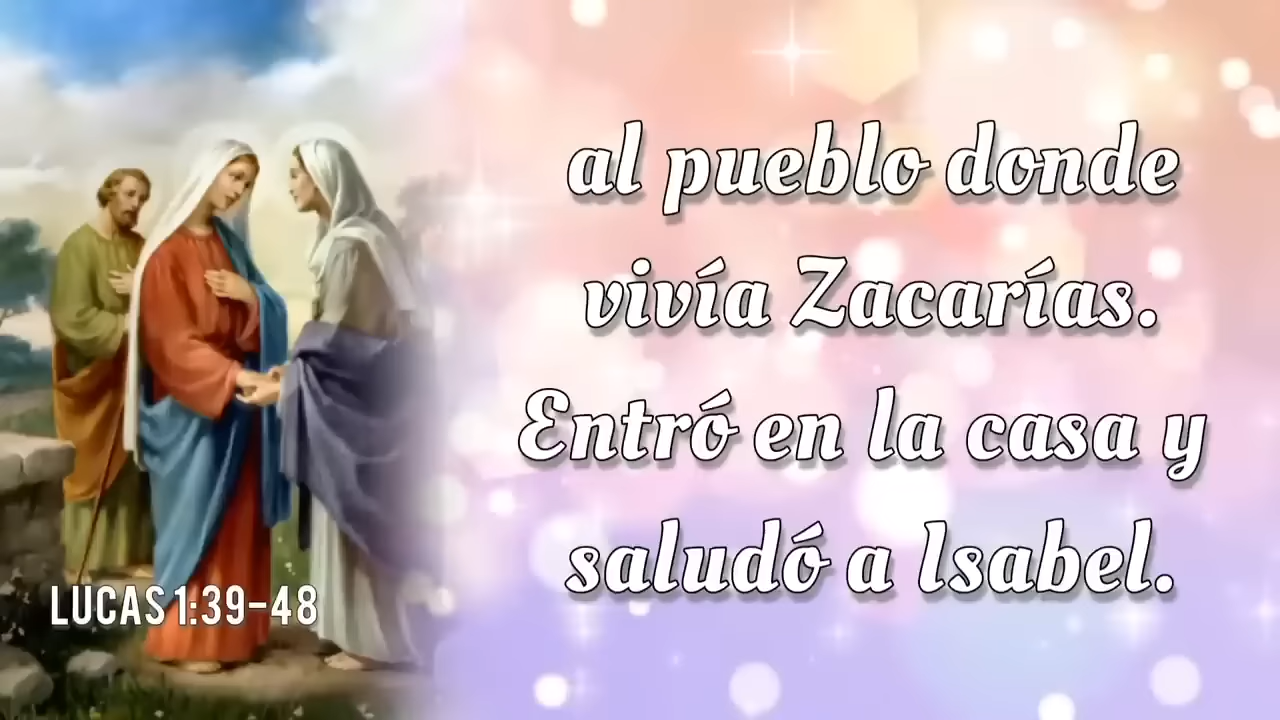 al pueblo donde
vivía Zacarías.
Entró en la casa y
saludó a Isabel.
LUCAS 1:39-48